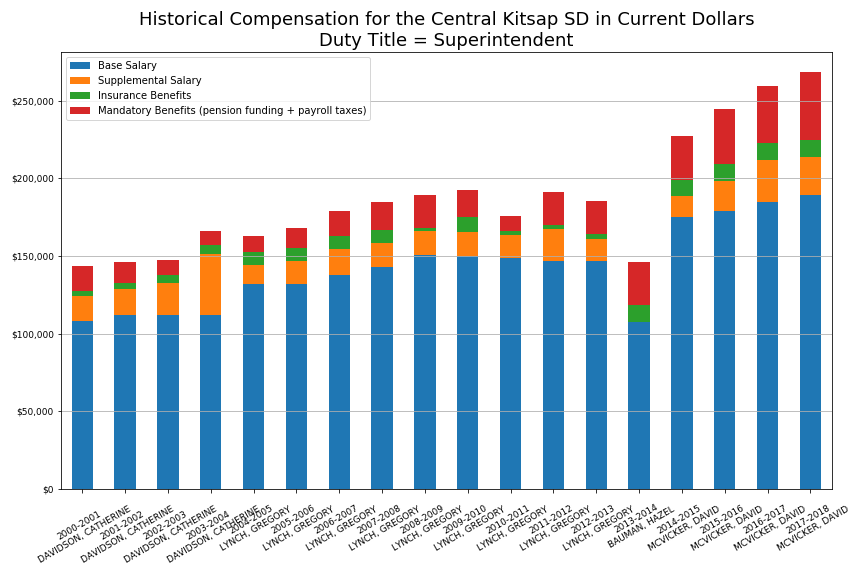 Historical Compensation for the Central Kitsap SD in Current Dollars
Duty Title = Superintendent
Base Salary
Supplemental Salary
Insurance Benefits
Mandatory Benefits (pension funding + payroll taxes)
$250,000
$200,000
$150,000
$100,000
$50,000
$0
2000-2001
DAVIDSON, CATHERINE
2001-2002
DAVIDSON, CATHERINE
2002-2003
DAVIDSON, CATHERINE
2003-2004
DAVIDSON, CATHERINE
2004-2005
LYNCH, GREGORY
2005-2006
LYNCH, GREGORY
2006-2007
LYNCH, GREGORY
2007-2008
LYNCH, GREGORY
2008-2009
LYNCH, GREGORY
2009-2010
LYNCH, GREGORY
2010-2011
LYNCH, GREGORY
2011-2012
LYNCH, GREGORY
2012-2013
LYNCH, GREGORY
2013-2014
BAUMAN, HAZEL
2014-2015
MCVICKER, DAVID
2015-2016
MCVICKER, DAVID
2016-2017
MCVICKER, DAVID
2017-2018
MCVICKER, DAVID